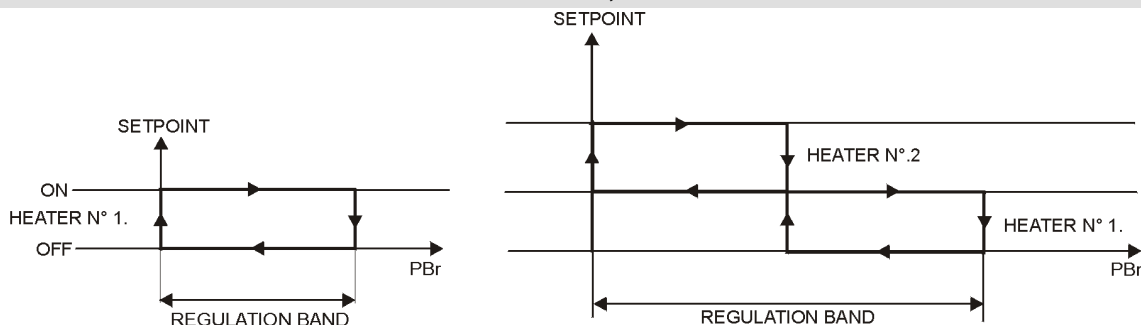 SETPOINT
ON
HEATER N° 1.
OFF
PBr
REGULATION BAND
SETPOINT
HEATER N°.2
HEATER N° 1.
PBr
REGULATION BAND